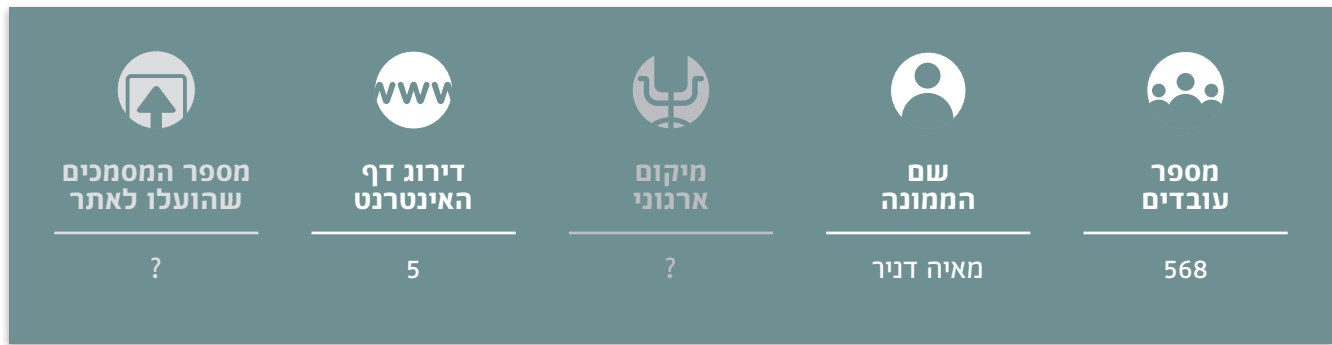 מספר
עובדים
568
שם
הממונה
מאיה דניר
מיקום
ארגוני
?
www
דירוג דף
האינטרנט
5
מספר המסמכים
שהועלו לאתר
?